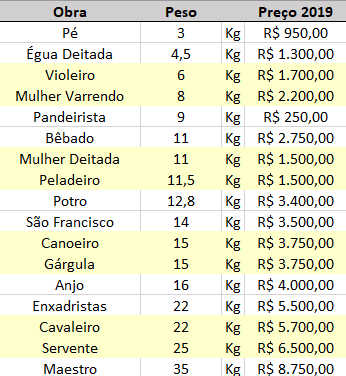 Obra Peso Preço 2019
Pé 3 Kg R$ 950,00
Égua Deitada 4,5 Kg R$ 1.300,00
Violeiro 6 Kg R$ 1.700,00
Mulher Varrendo 8 Kg R$ 2.200,00
Pandeirista 9 Kg R$ 250,00
Bêbado 11 Kg R$ 2.750,00
Mulher Deitada 11 Kg R$ 1.500,00
Peladeiro 11,5 Kg R$ 1.500,00
Potro 12,8 Kg R$ 3.400,00
São Francisco 14 Kg R$ 3.500,00
Canoeiro 15 Kg R$ 3.750,00
Gárgula 15 Kg R$ 3.750,00
Anjo 16 Kg R$ 4.000,00
Enxadristas 22 Kg R$ 5.500,00
Cavaleiro 22 Kg R$ 5.700,00
Servente 25 Kg R$ 6.500,00
Maestro 35 Kg R$ 8.750,00